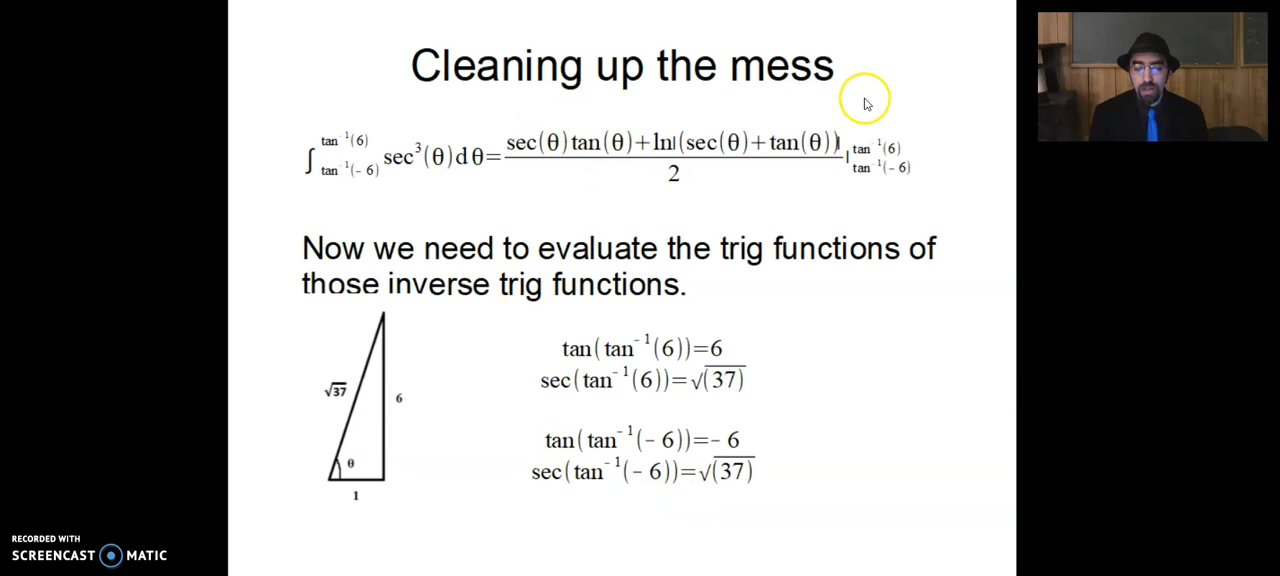 Cleaning up the mess
∫ tan⁻¹(−6) tan⁻¹(6) sec³(θ)dθ = (sec(θ)tan(θ)+ln|(sec(θ)+tan(θ))|)/2 | tan⁻¹(6) tan⁻¹(−6)
Now we need to evaluate the trig functions of
those inverse trig functions.
tan(tan⁻¹(6))=6
sec(tan⁻¹(6))=√(37)
tan(tan⁻¹(−6))=−6
sec(tan⁻¹(−6))=√(37)
√37
6
θ
1
RECORDED WITH
SCREENCAST MATIC